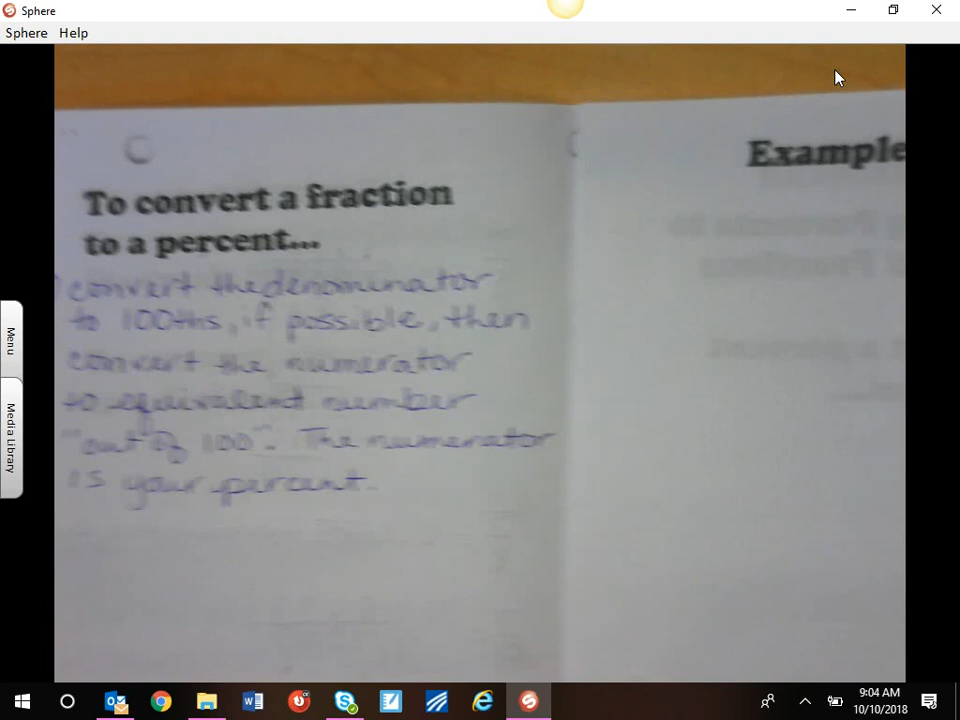 Sphere
Sphere Help
Example
To convert a fraction
to a percent...
convert the denominator
to 100ths, if possible, then
convert the numerator
to equivalent number
"out of 100". The numerator
is your percent.
Menu
Media Library
9:04 AM
10/10/2018